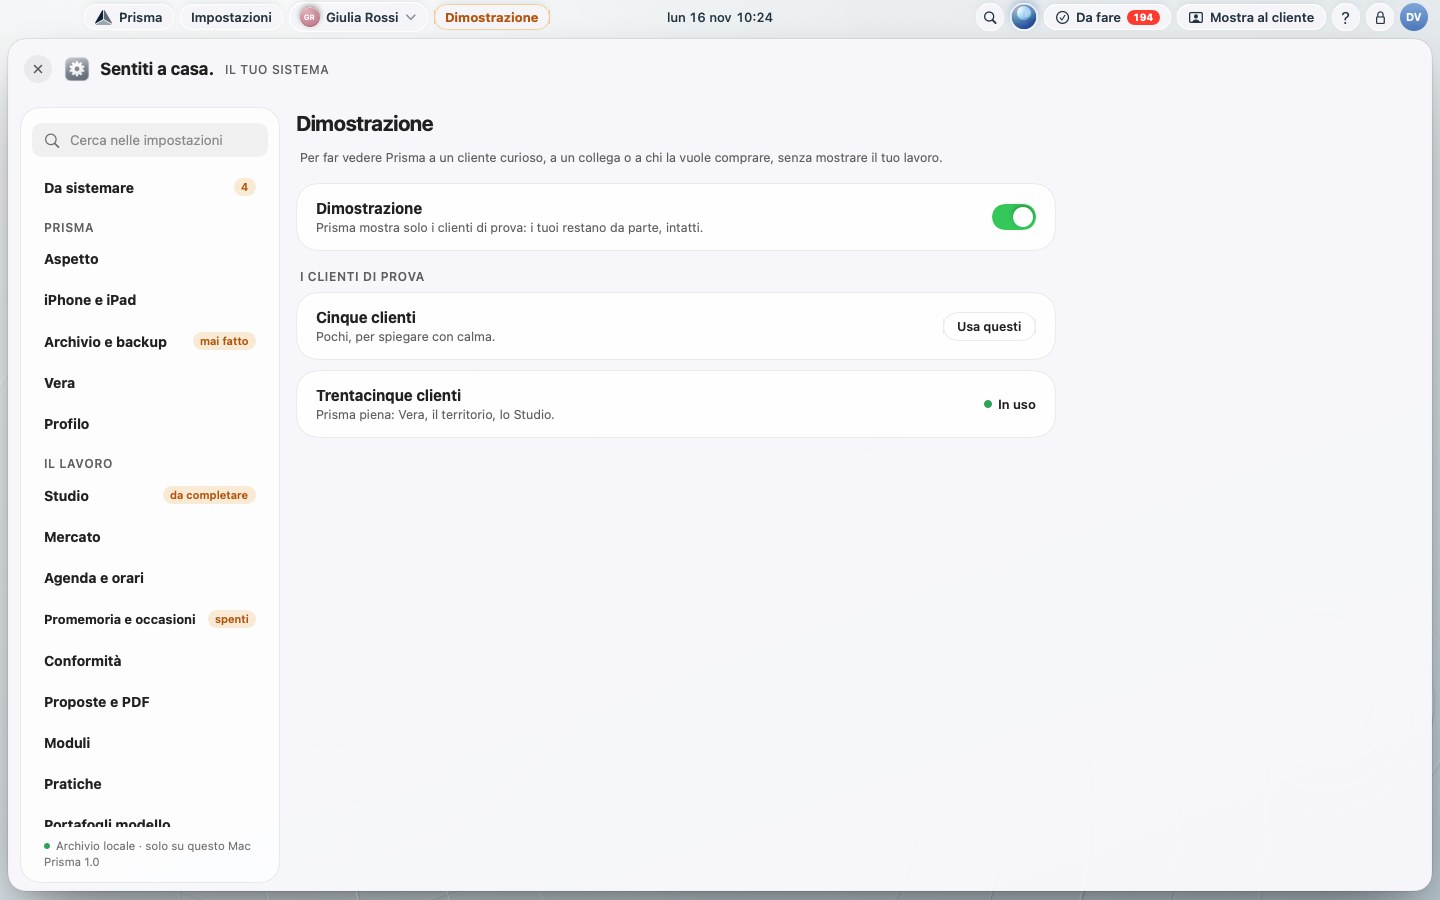 Prisma
Impostazioni
GR Giulia Rossi
Dimostrazione
lun 16 nov 10:24
Da fare 194
Mostra al cliente
?
DV
Sentiti a casa. IL TUO SISTEMA
Cerca nelle impostazioni
Da sistemare 4
PRISMA
Aspetto
iPhone e iPad
Archivio e backup mai fatto
Vera
Profilo
IL LAVORO
Studio da completare
Mercato
Agenda e orari
Promemoria e occasioni spenti
Conformità
Proposte e PDF
Moduli
Pratiche
Portafogli modello
Archivio locale · solo su questo Mac
Prisma 1.0
Dimostrazione
Per far vedere Prisma a un cliente curioso, a un collega o a chi la vuole comprare, senza mostrare il tuo lavoro.
Dimostrazione
Prisma mostra solo i clienti di prova: i tuoi restano da parte, intatti.
I CLIENTI DI PROVA
Cinque clienti
Pochi, per spiegare con calma.
Usa questi
Trentacinque clienti
Prisma piena: Vera, il territorio, lo Studio.
In uso